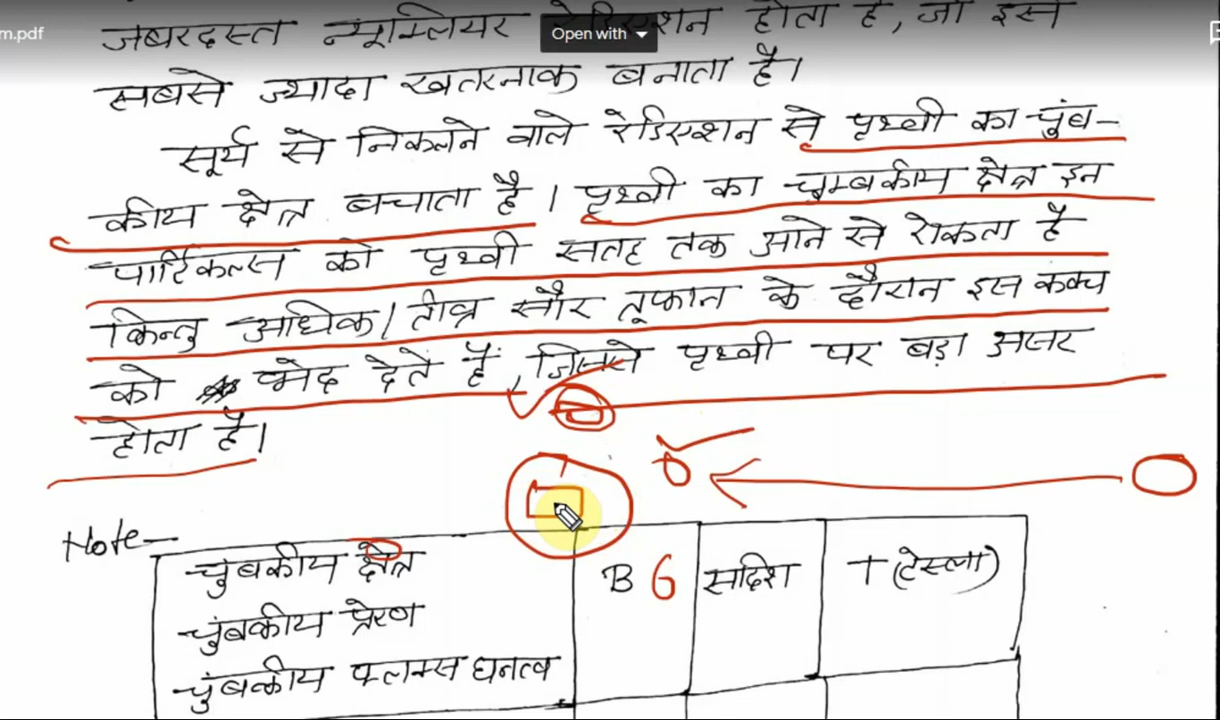 m.pdf
Open with
जबरदस्त न्यूक्लियर रेडिएशन होता है, जो इसे
सबसे ज्यादा खतरनाक बनाता है।
सूर्य से निकलने वाले रेडिएशन से पृथ्वी का चुंब-
कीय क्षेत्र बचाता है । पृथ्वी का चुम्बकीय क्षेत्र इन
पार्टिकल्स को पृथ्वी सतह तक आने से रोकता है
किन्तु अधिक / तीव्र सौर तूफान के दौरान इस कवच
को भेद देते हैं, जिससे पृथ्वी पर बड़ा असर
होता है।
Note-
चुंबकीय क्षेत्र B G सदिश T (टेस्ला)
चुंबकीय प्रेरण
चुंबकीय फ्लक्स घनत्व